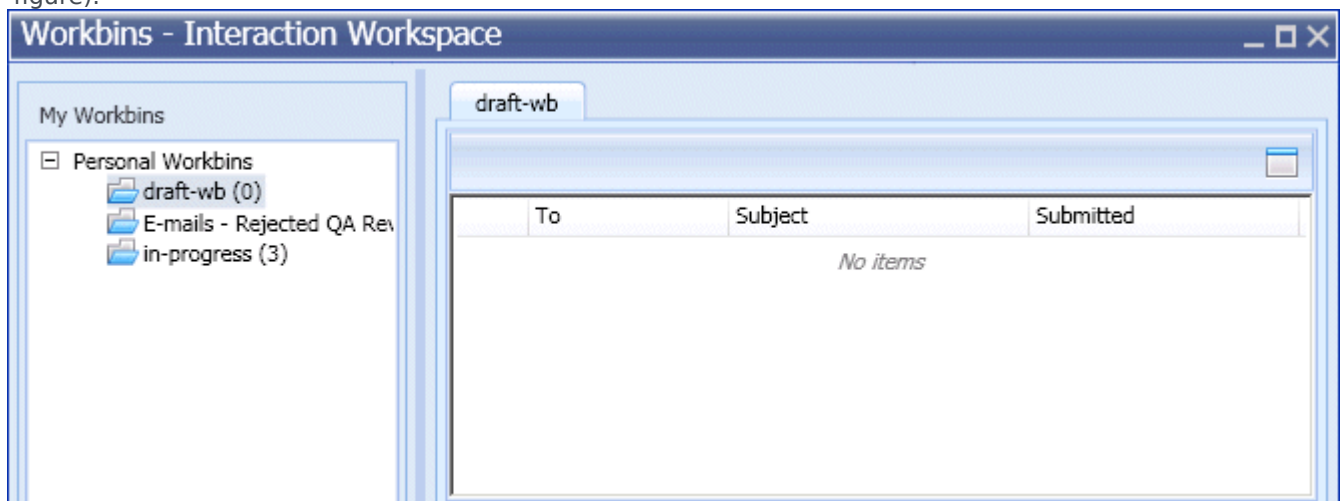 figure).
Workbins - Interaction Workspace
My Workbins
Personal Workbins
draft-wb (0)
E-mails - Rejected QA Rev
in-progress (3)
draft-wb
To Subject Submitted
No items